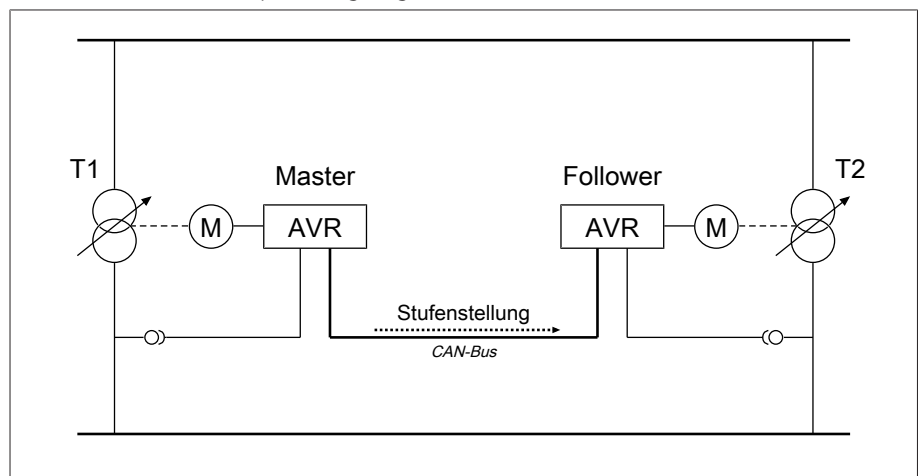 T1
T2
Master
Follower
M
AVR
AVR
M
Stufenstellung
CAN-Bus